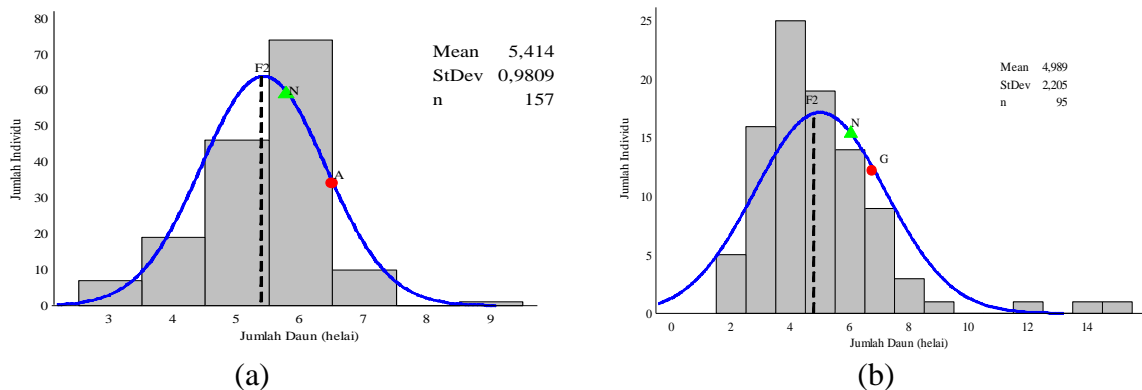 80
70
60
50
40
30
20
10
0
Jumlah Individu
F2
N
A
Mean 5,414
StDev 0,9809
n 157
3 4 5 6 7 8 9
Jumlah Daun (helai)
(a)
25
20
15
10
5
0
Jumlah Individu
F2
N
G
Mean 4,989
StDev 2,205
n 95
0 2 4 6 8 10 12 14
Jumlah Daun (helai)
(b)